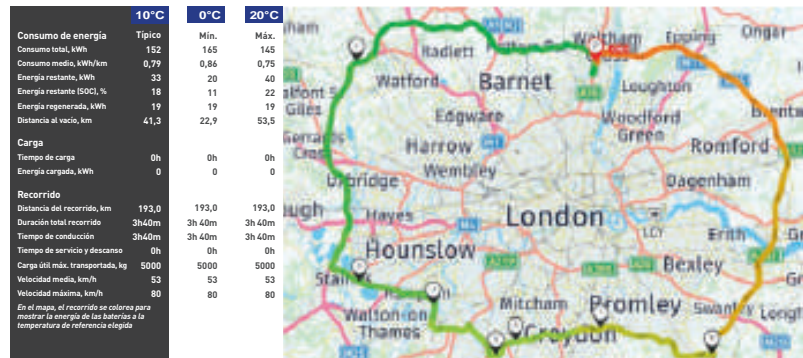 10°C 0°C 20°C
Consumo de energía Típico Mín. Máx.
Consumo total, kWh 152 165 145
Consumo medio, kWh/km 0,79 0,86 0,75
Energía restante, kWh 33 20 40
Energía restante (SOC), % 18 11 22
Energía regenerada, kWh 19 19 19
Distancia al vacío, km 41,3 22,9 53,5
Carga
Tiempo de carga 0h 0h 0h
Energía cargada, kWh 0 0 0
Recorrido
Distancia del recorrido, km 193,0 193,0 193,0
Duración total recorrido 3h40m 3h 40m 3h 40m
Tiempo de conducción 3h40m 3h 40m 3h 40m
Tiempo de servicio y descanso 0h 0h 0h
Carga útil máx. transportada, kg 5000 5000 5000
Velocidad media, km/h 53 53 53
Velocidad máxima, km/h 80 80 80
En el mapa, el recorrido se colorea para
mostrar la energía de las baterías a la
temperatura de referencia elegida
Epping Ongar
Radlett
Watford Barnet Loughton
Edgware Woodford
Green
Harrow Romford
Wembley
Dagenham
London
Hayes LCY Erith
Hounslow
Bexley
Mitcham Bromley Swanley
Walton-on
Thames Croydon